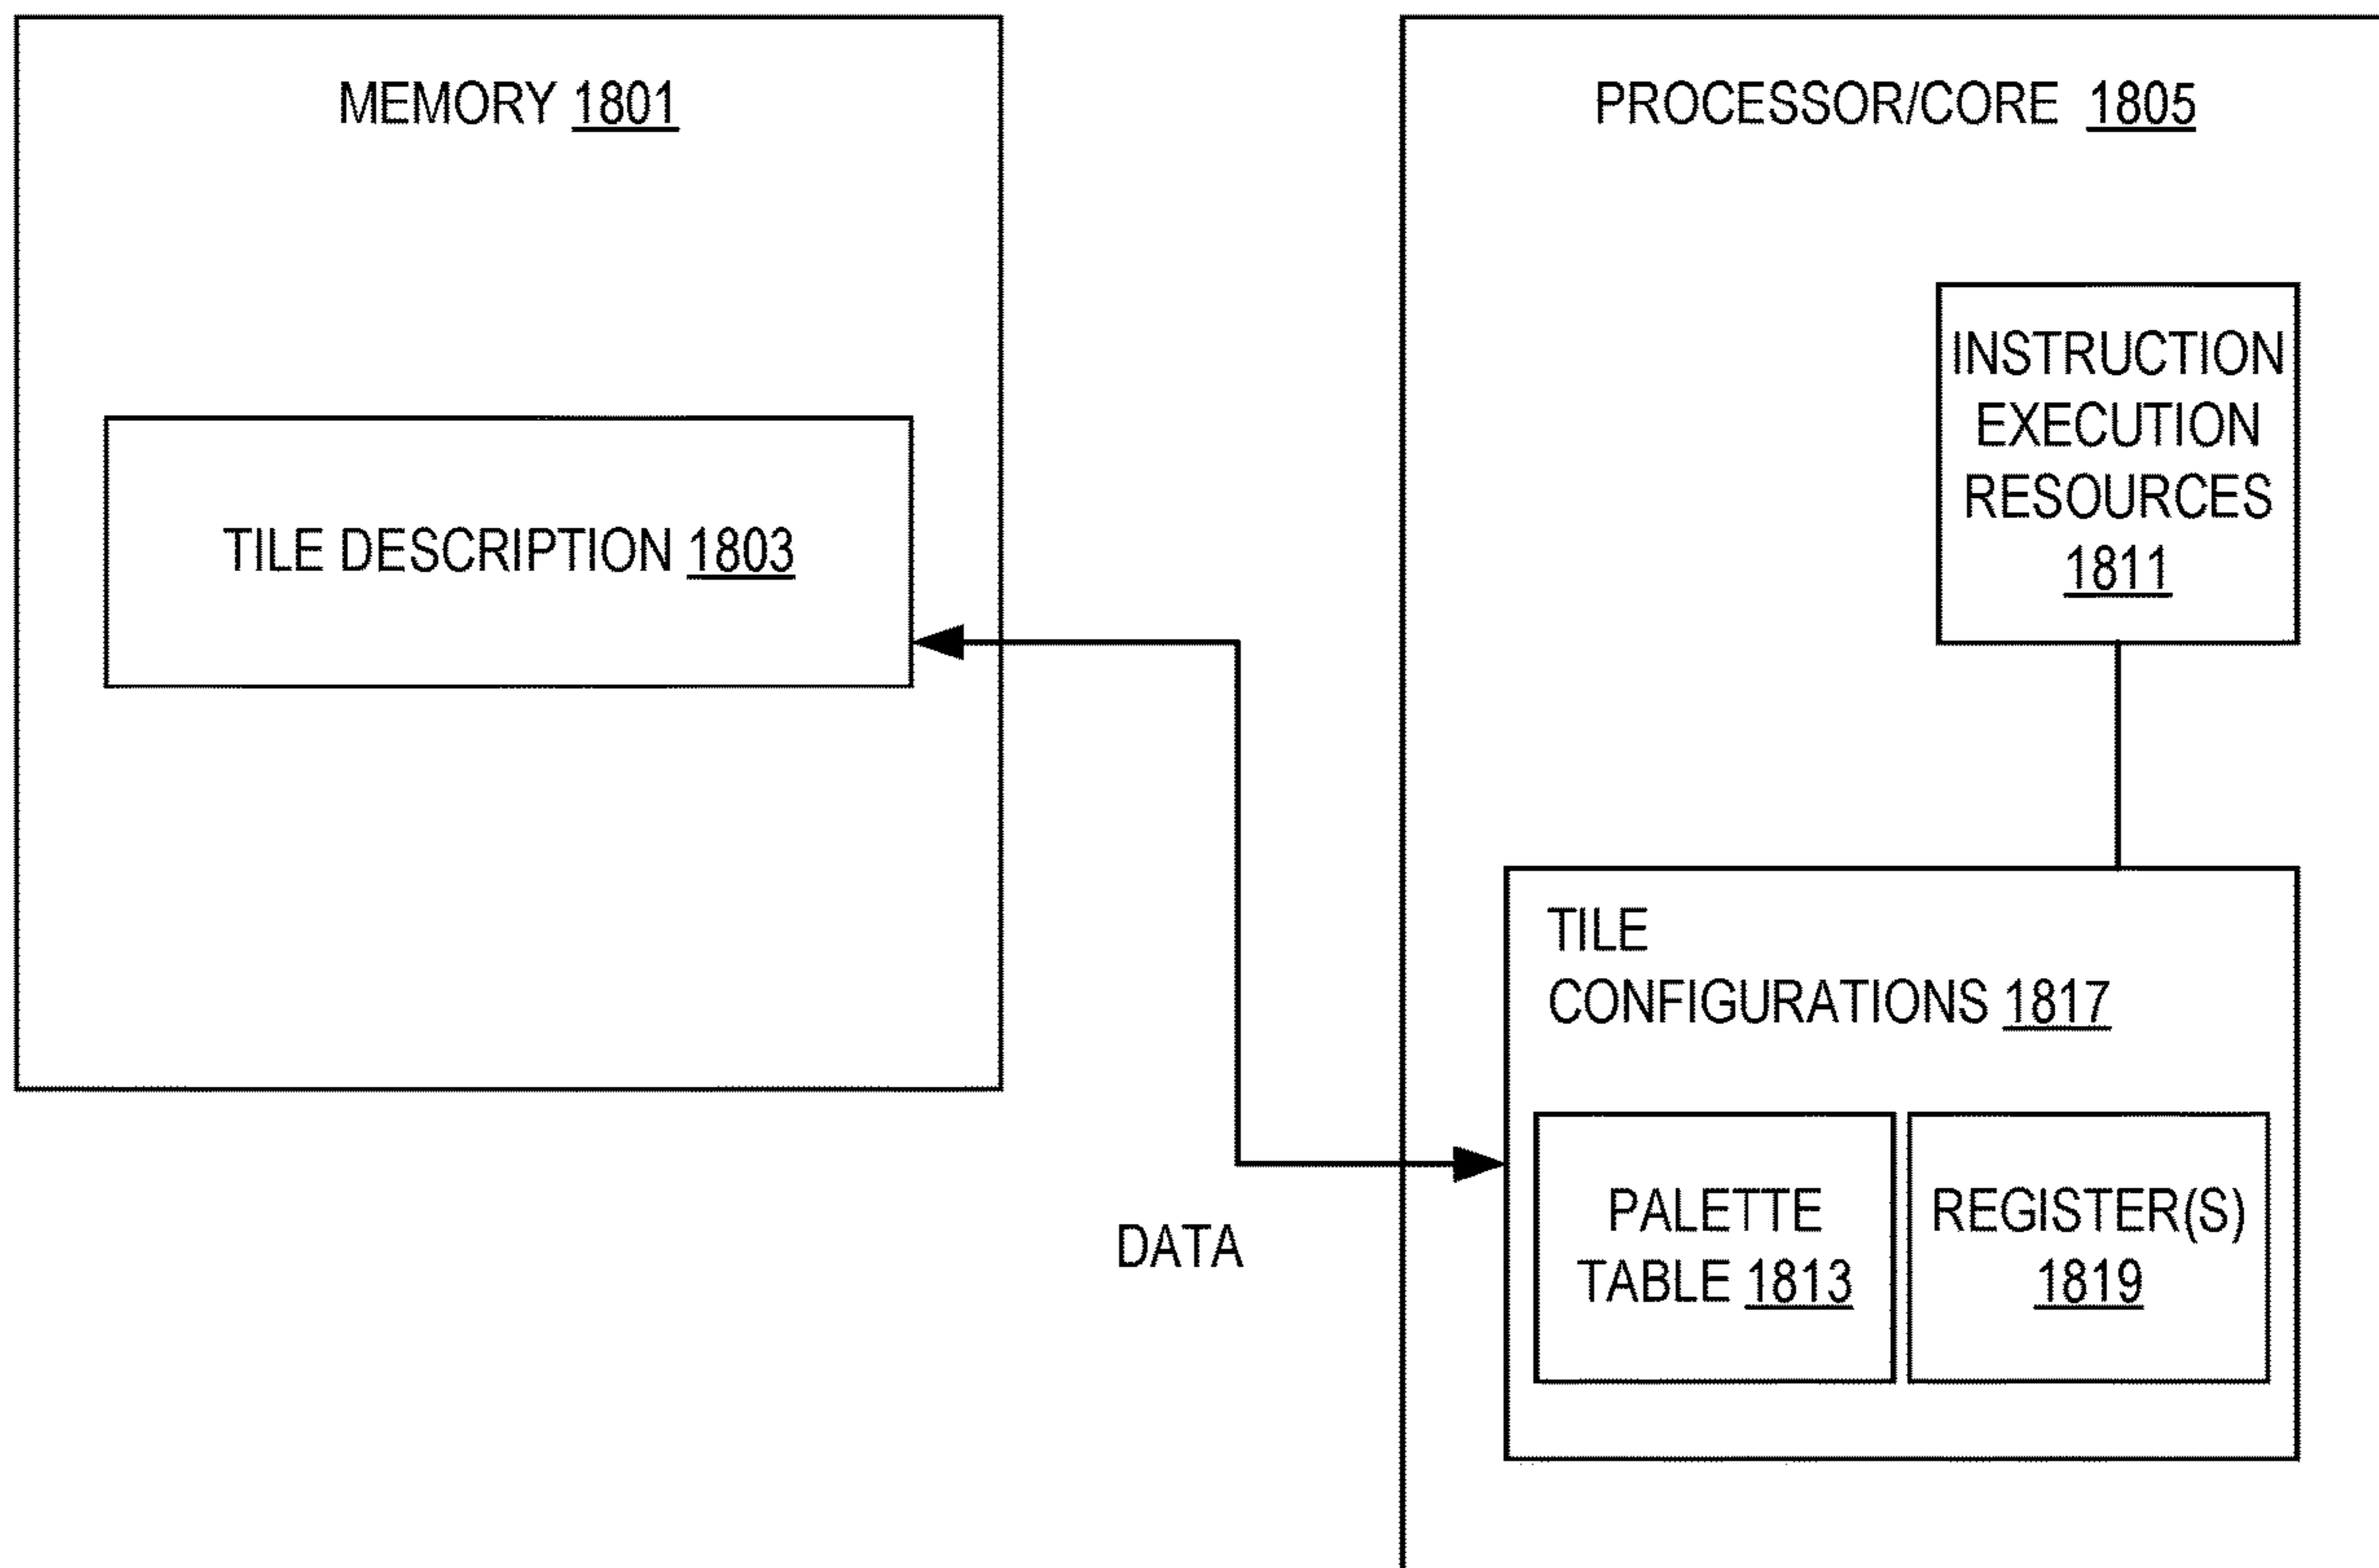 MEMORY 1801
PROCESSOR/CORE 1805
INSTRUCTION
EXECUTION
RESOURCES
1811
TILE DESCRIPTION 1803
TILE
CONFIGURATIONS 1817
PALETTE
TABLE 1813
REGISTER(S)
1819
DATA